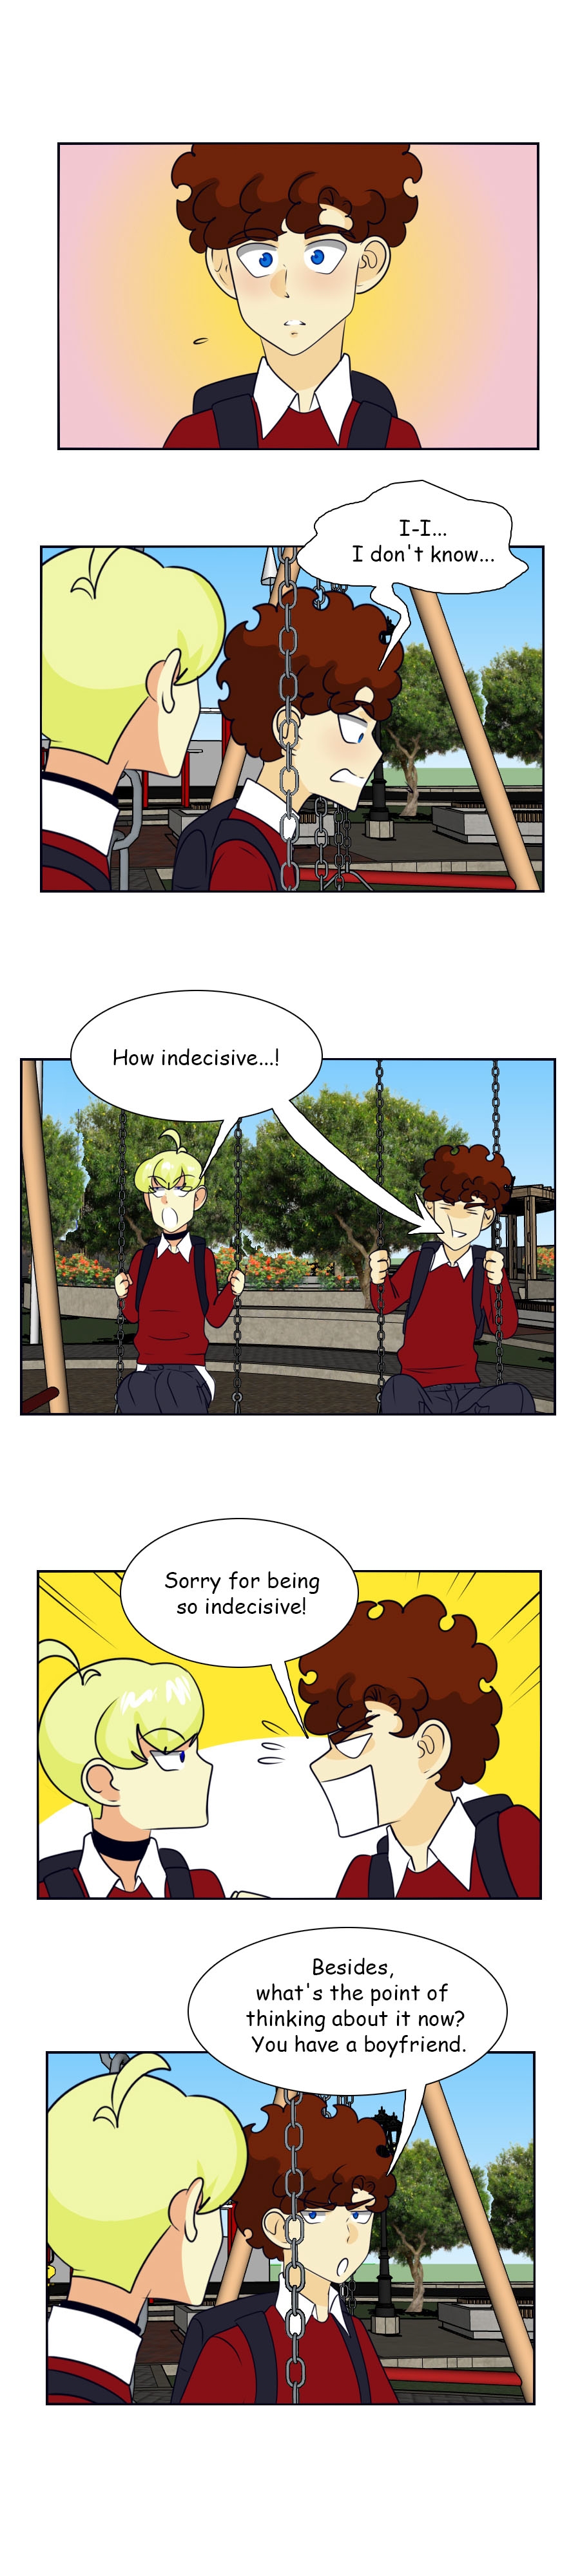 I-I...
I don't know...
How indecisive...!
Sorry for being
so indecisive!
Besides,
what's the point of
thinking about it now?
You have a boyfriend.